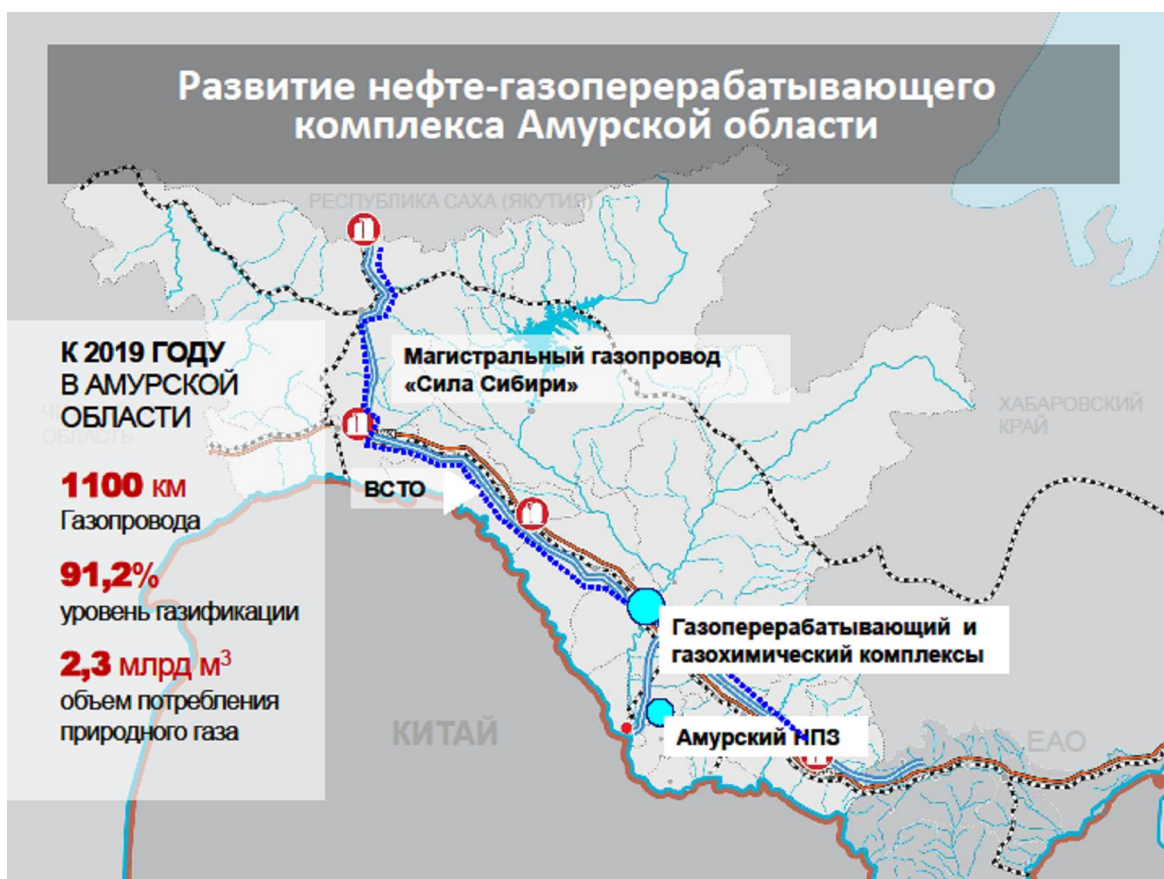 Развитие нефте-газоперерабатывающего
комплекса Амурской области
РЕСПУБЛИКА САХА (ЯКУТИЯ)
К 2019 ГОДУ
В АМУРСКОЙ
ОБЛАСТИ
1100 км
Газопровода
91,2%
уровень газификации
2,3 млрд м³
объем потребления
природного газа
Магистральный газопровод
«Сила Сибири»
ХАБАРОВСКИЙ
КРАЙ
ОБЛАСТЬ
ВСТО
Газоперерабатывающий и
газохимический комплексы
КИТАЙ
Амурский НПЗ
ЕАО